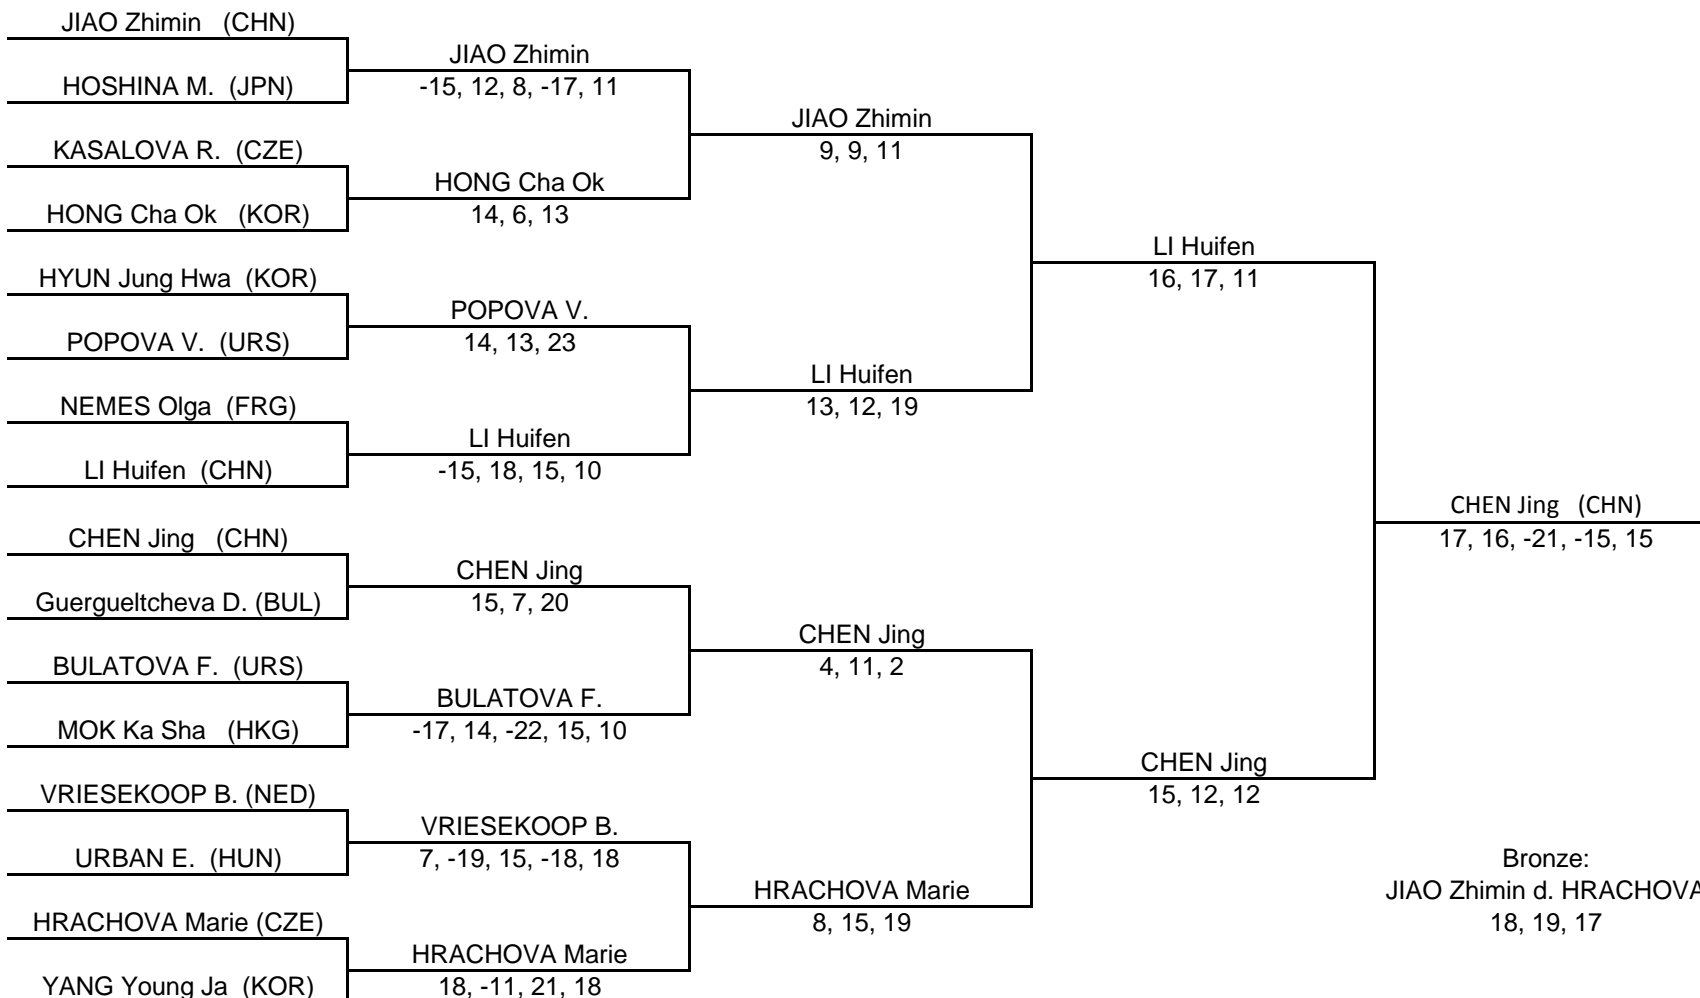 JIAO Zhimin (CHN)
HOSHINA M. (JPN)
KASALOVA R. (CZE)
HONG Cha Ok (KOR)
HYUN Jung Hwa (KOR)
POPOVA V. (URS)
NEMES Olga (FRG)
LI Huifen (CHN)
CHEN Jing (CHN)
Guergueltcheva D. (BUL)
BULATOVA F. (URS)
MOK Ka Sha (HKG)
VRIESEKOOP B. (NED)
URBAN E. (HUN)
HRACHOVA Marie (CZE)
YANG Young Ja (KOR)
JIAO Zhimin
-15, 12, 8, -17, 11
HONG Cha Ok
14, 6, 13
POPOVA V.
14, 13, 23
LI Huifen
-15, 18, 15, 10
CHEN Jing
15, 7, 20
BULATOVA F.
-17, 14, -22, 15, 10
VRIESEKOOP B.
7, -19, 15, -18, 18
HRACHOVA Marie
18, -11, 21, 18
JIAO Zhimin
9, 9, 11
LI Huifen
13, 12, 19
CHEN Jing
4, 11, 2
HRACHOVA Marie
8, 15, 19
LI Huifen
16, 17, 11
CHEN Jing
15, 12, 12
CHEN Jing (CHN)
17, 16, -21, -15, 15
Bronze:
JIAO Zhimin d. HRACHOVA
18, 19, 17